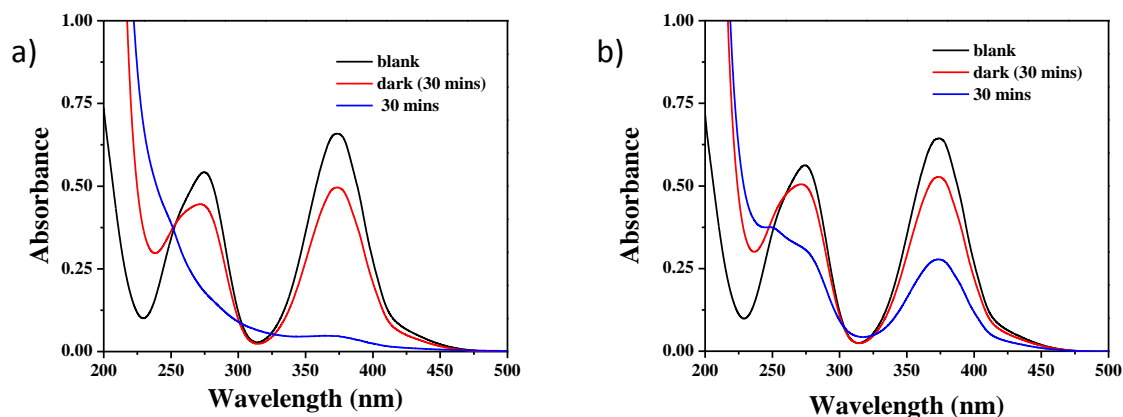 a)
1.00
0.75
0.50
0.25
0.00
Absorbance
blank
dark (30 mins)
30 mins
200 250 300 350 400 450 500
Wavelength (nm)
b)
1.00
0.75
0.50
0.25
0.00
Absorbance
blank
dark (30 mins)
30 mins
200 250 300 350 400 450 500
Wavelength (nm)